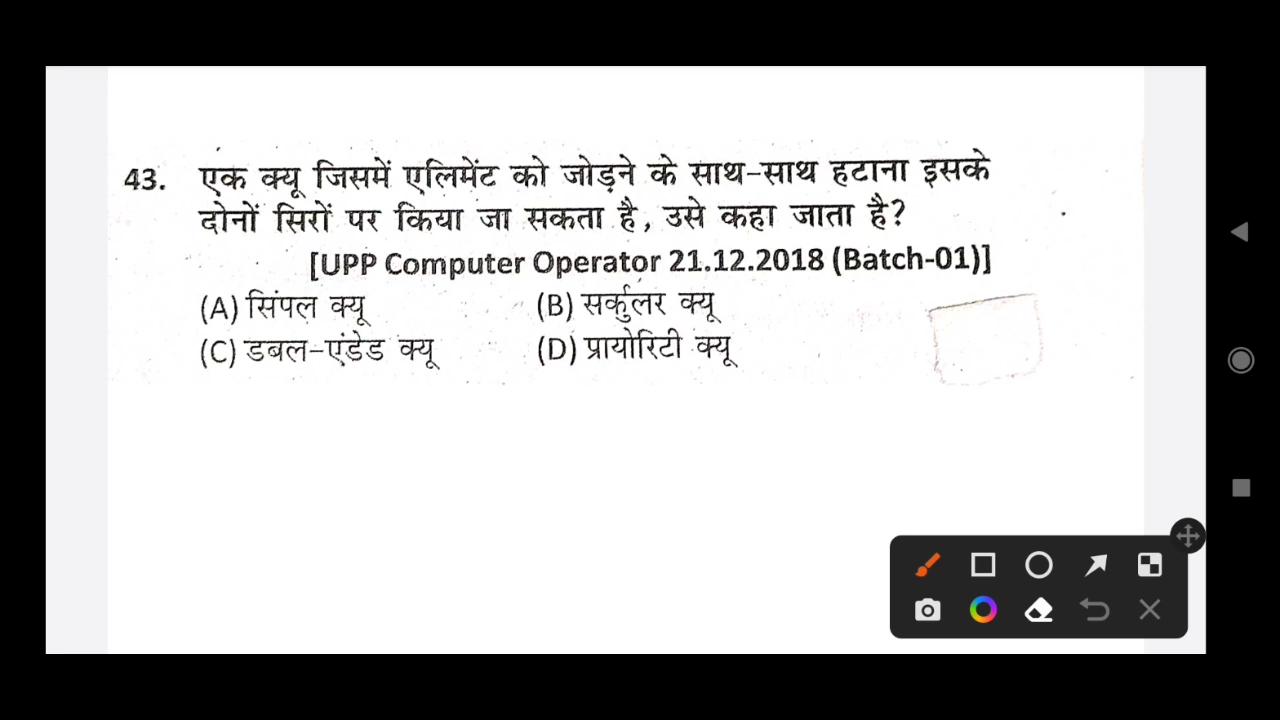 43. एक क्यू जिसमें एलिमेंट को जोड़ने के साथ-साथ हटाना इसके
दोनों सिरों पर किया जा सकता है, उसे कहा जाता है?
[UPP Computer Operator 21.12.2018 (Batch-01)]
(A) सिंपल क्यू (B) सर्कुलर क्यू
(C) डबल-एंडेड क्यू (D) प्रायोरिटी क्यू